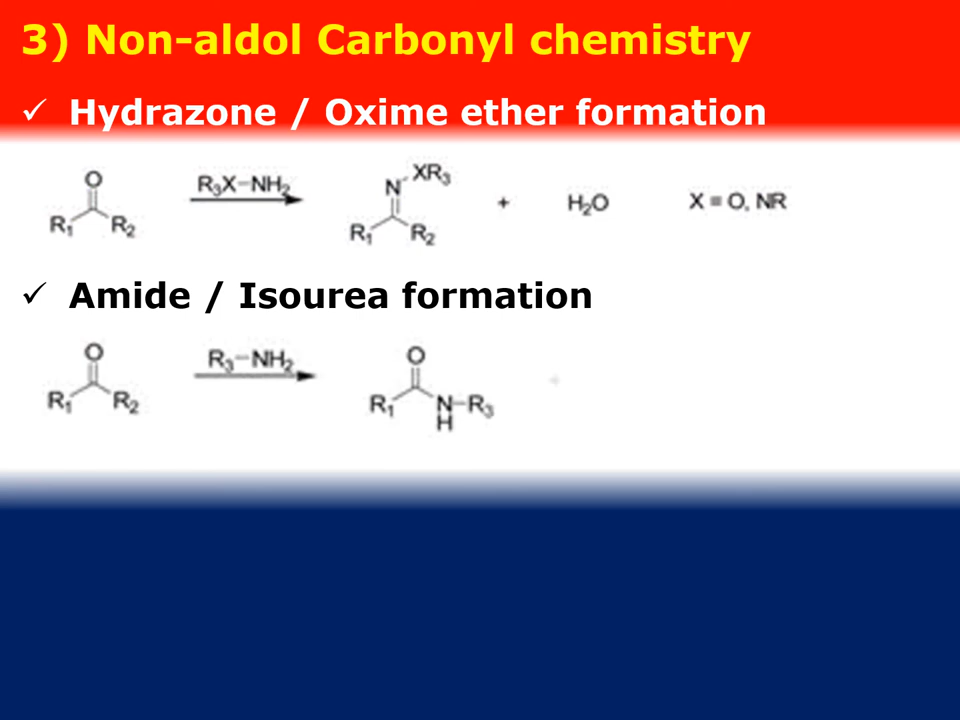 3) Non-aldol Carbonyl chemistry
✓ Hydrazone / Oxime ether formation
O R₁ R₂ R₃X−NH₂ N XR₃ R₁ R₂ + H₂O X = O, NR
✓ Amide / Isourea formation
O R₁ R₂ R₃−NH₂ O R₁ N−R₃ H